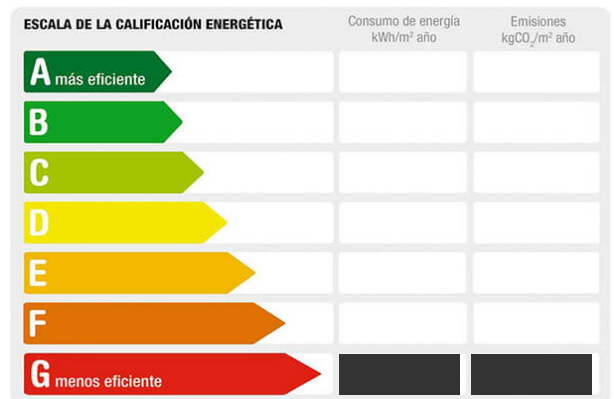 ESCALA DE LA CALIFICACIÓN ENERGÉTICA
Consumo de energía
kWh/m² año
Emisiones
kgCO₂/m² año
A más eficiente
B
C
D
E
F
G menos eficiente